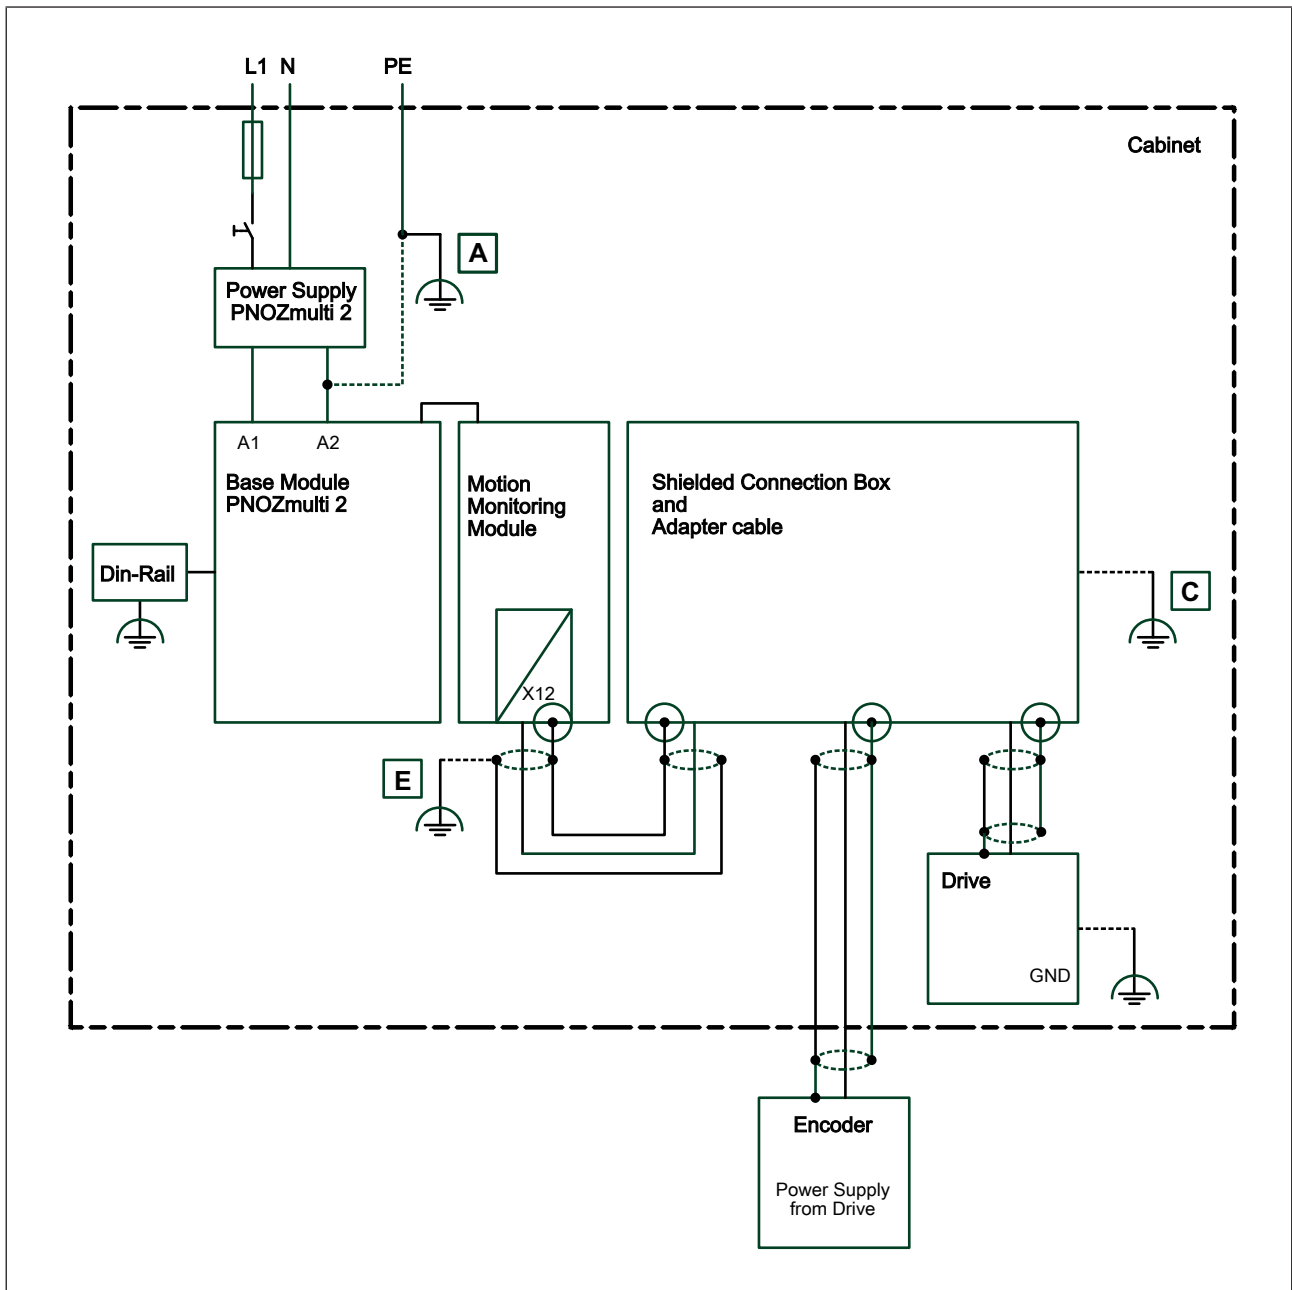 L1 N PE
Cabinet
A
Power Supply
PNOZmulti 2
A1 A2
Base Module
PNOZmulti 2
Motion
Monitoring
Module
Shielded Connection Box
and
Adapter cable
Din-Rail
C
X12
E
Drive
GND
Encoder
Power Supply
from Drive